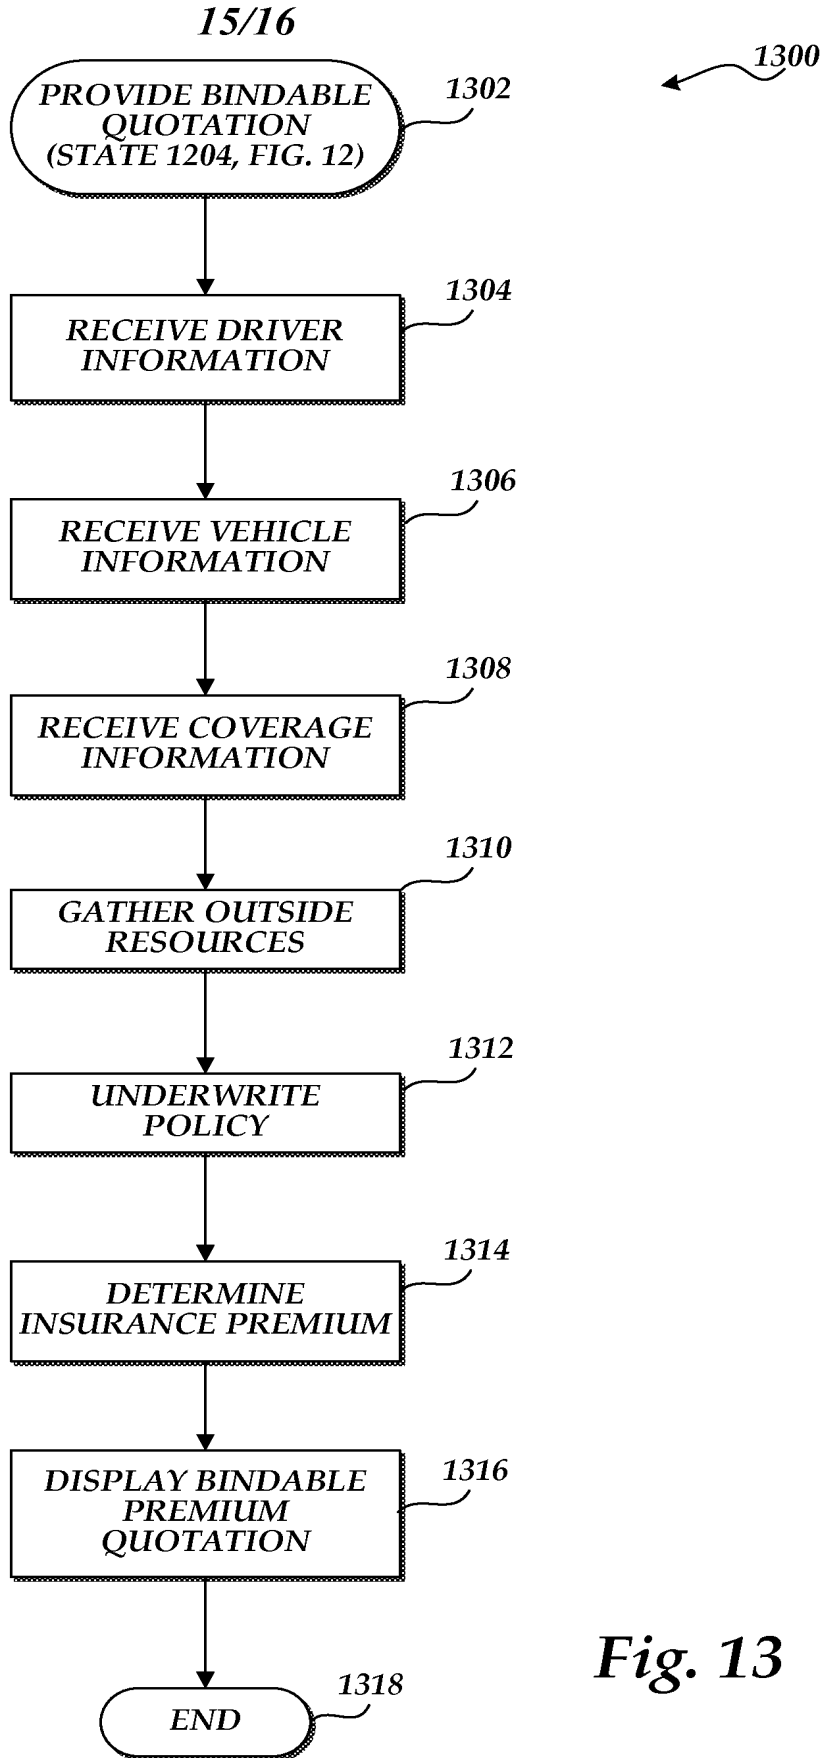 15/16
1300
PROVIDE BINDABLE
QUOTATION
(STATE 1204, FIG. 12)
1302
RECEIVE DRIVER
INFORMATION
1304
RECEIVE VEHICLE
INFORMATION
1306
RECEIVE COVERAGE
INFORMATION
1308
GATHER OUTSIDE
RESOURCES
1310
UNDERWRITE
POLICY
1312
DETERMINE
INSURANCE PREMIUM
1314
DISPLAY BINDABLE
PREMIUM
QUOTATION
1316
END
1318
Fig. 13